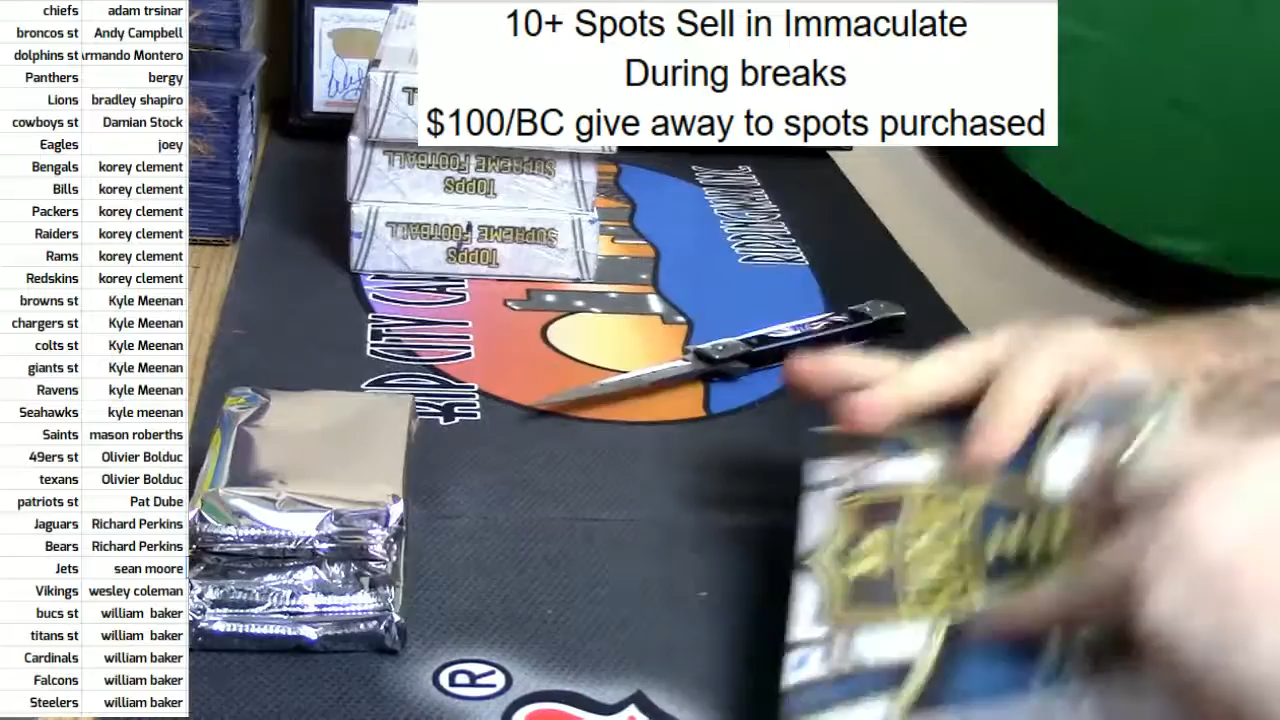 chiefs adam trsinar
broncos st Andy Campbell
dolphins st rmando Montero
Panthers bergy
Lions bradley shapiro
cowboys st Damian Stock
Eagles joey
Bengals korey clement
Bills korey clement
Packers korey clement
Raiders korey clement
Rams korey clement
Redskins korey clement
browns st Kyle Meenan
chargers st Kyle Meenan
colts st Kyle Meenan
giants st Kyle Meenan
Ravens kyle Meenan
Seahawks kyle meenan
Saints mason roberths
49ers st Olivier Bolduc
texans Olivier Bolduc
patriots st Pat Dube
Jaguars Richard Perkins
Bears Richard Perkins
Jets sean moore
Vikings wesley coleman
bucs st william baker
titans st william baker
Cardinals william baker
Falcons william baker
Steelers william baker
10+ Spots Sell in Immaculate
During breaks
$100/BC give away to spots purchased
SUPREME FOOTBALL
TOPPS
SUPREME FOOTBALL
TOPPS
RIP CITY CA
®